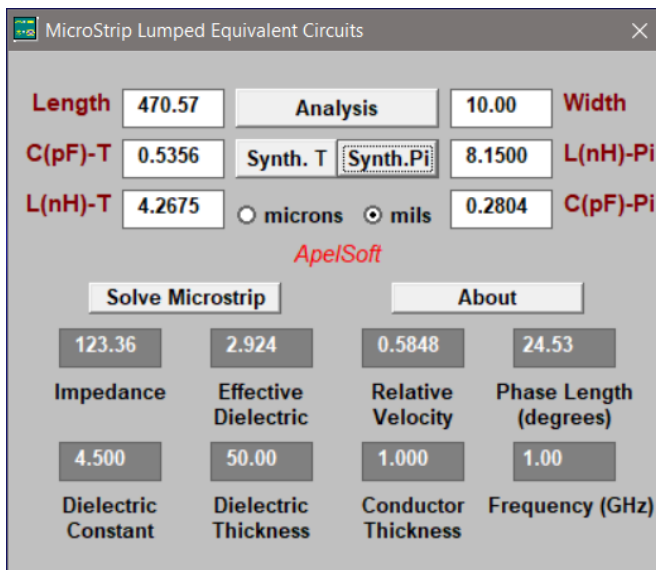 MicroStrip Lumped Equivalent Circuits
Length 470.57 Analysis 10.00 Width
C(pF)-T 0.5356 Synth. T Synth.Pi 8.1500 L(nH)-Pi
L(nH)-T 4.2675 microns mils 0.2804 C(pF)-Pi
ApelSoft
Solve Microstrip About
123.36 2.924 0.5848 24.53
Impedance Effective Relative Phase Length
Dielectric Velocity (degrees)
4.500 50.00 1.000 1.00
Dielectric Dielectric Conductor Frequency (GHz)
Constant Thickness Thickness